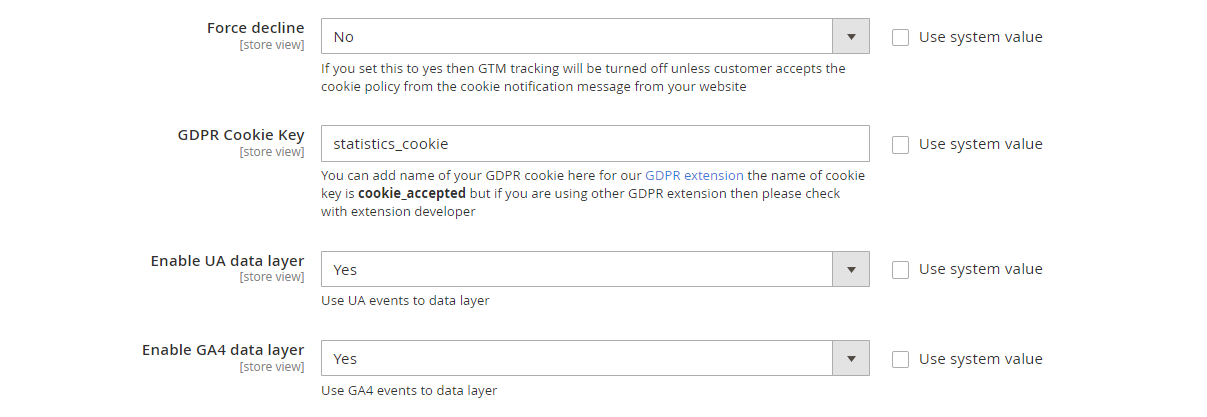 Force decline
[store view]
No
Use system value
If you set this to yes then GTM tracking will be turned off unless customer accepts the
cookie policy from the cookie notification message from your website
GDPR Cookie Key
[store view]
statistics_cookie
Use system value
You can add name of your GDPR cookie here for our GDPR extension the name of cookie
key is cookie_accepted but if you are using other GDPR extension then please check
with extension developer
Enable UA data layer
[store view]
Yes
Use system value
Use UA events to data layer
Enable GA4 data layer
[store view]
Yes
Use system value
Use GA4 events to data layer